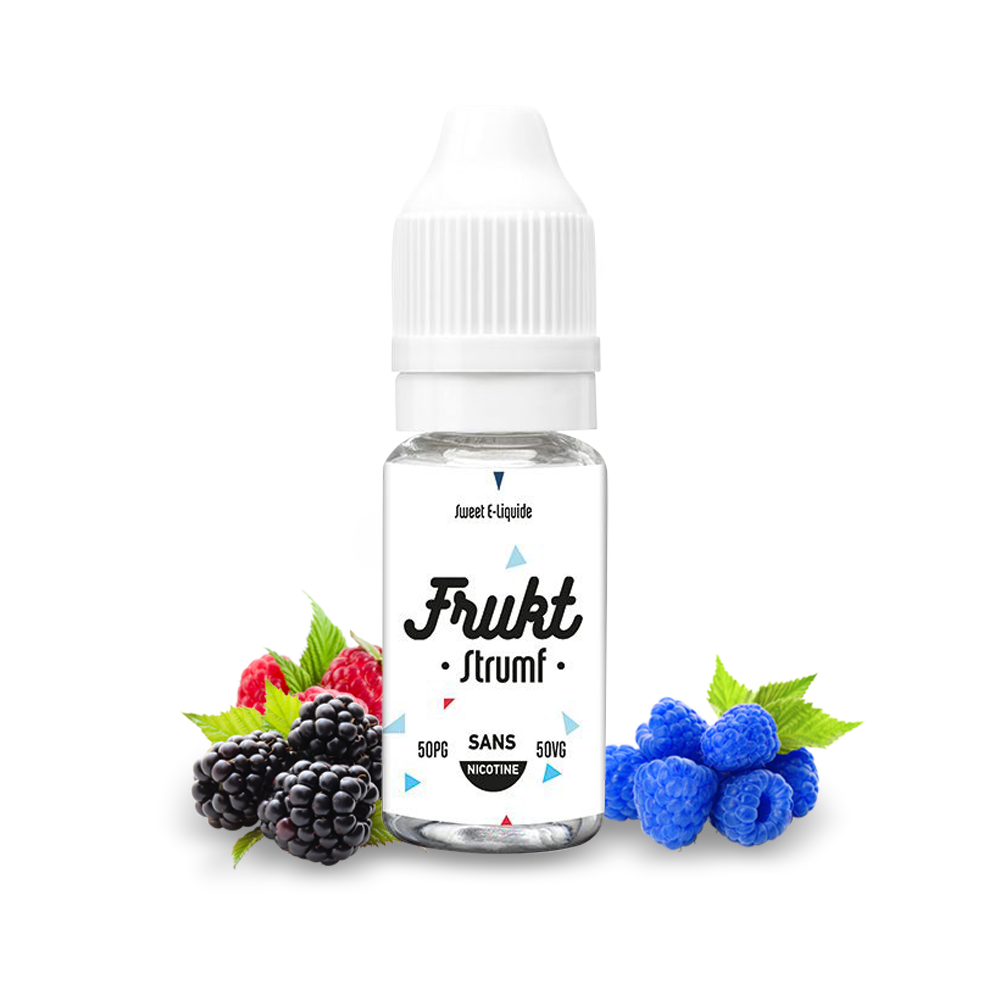 Sweet E-Liquide
Frukt
• Strumf •
50PG SANS 50VG
NICOTINE